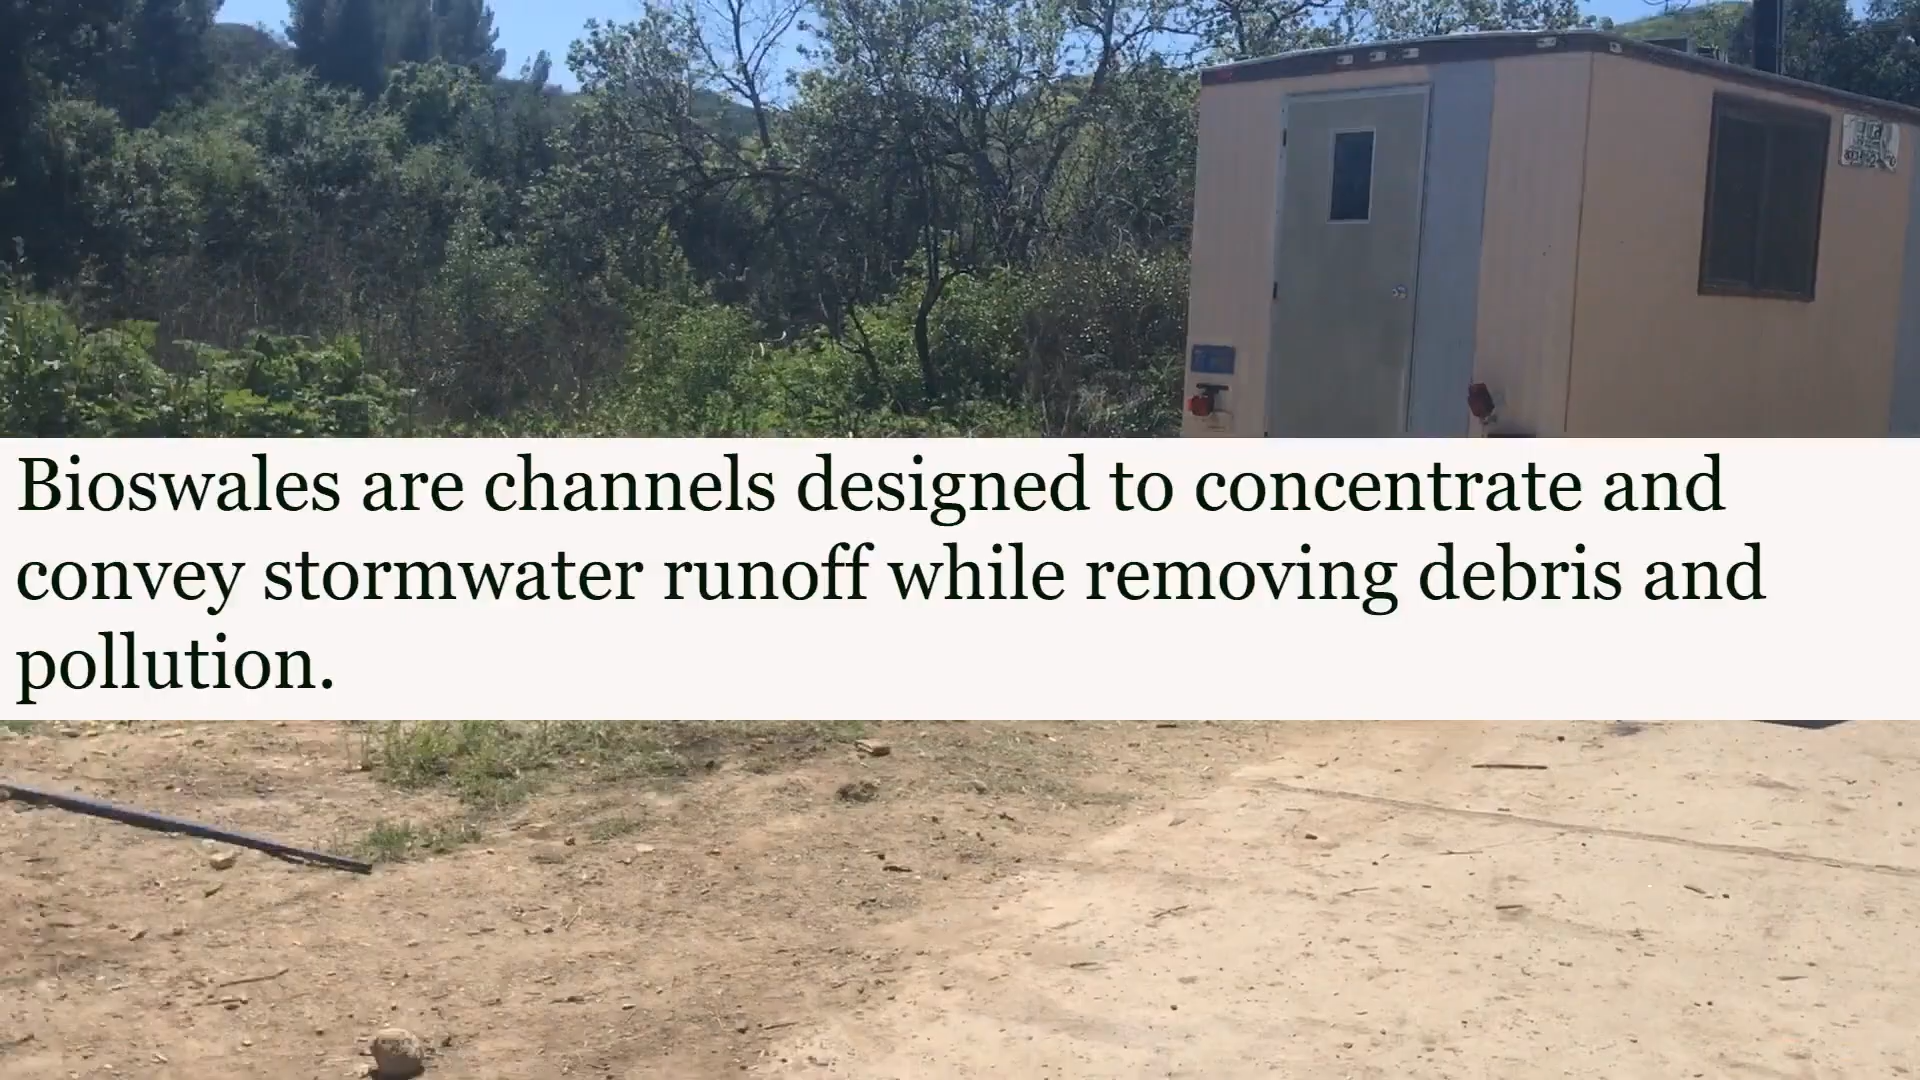 Bioswales are channels designed to concentrate and
convey stormwater runoff while removing debris and
pollution.